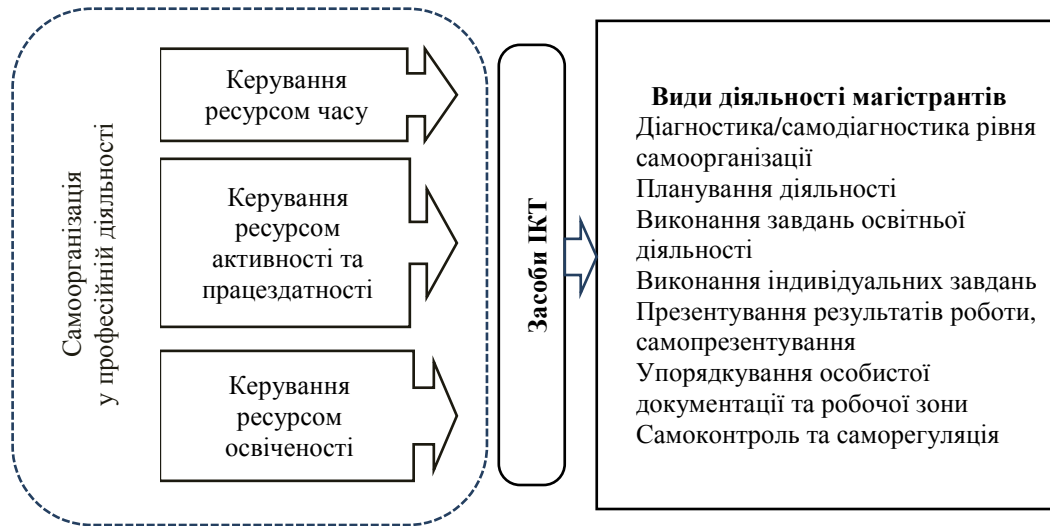 Самоорганізація
у професійній діяльності
Керування
ресурсом часу
Керування
ресурсом
активності та
працездатності
Керування
ресурсом
освіченості
Засоби ІКТ
Види діяльності магістрантів
Діагностика/самодіагностика рівня
самоорганізації
Планування діяльності
Виконання завдань освітньої
діяльності
Виконання індивідуальних завдань
Презентування результатів роботи,
самопрезентування
Упорядкування особистої
документації та робочої зони
Самоконтроль та саморегуляція